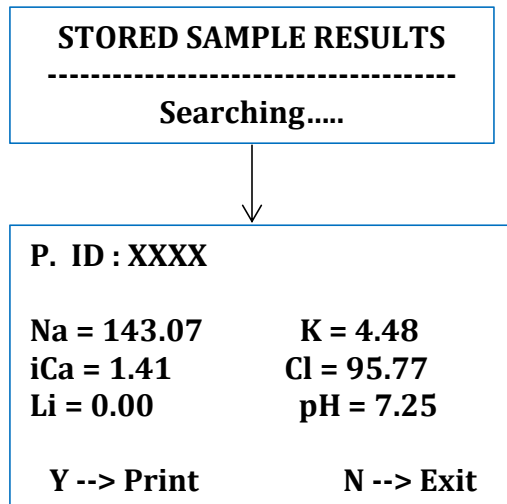 STORED SAMPLE RESULTS
--------------------------------------
Searching.....
P. ID : XXXX
Na = 143.07 K = 4.48
iCa = 1.41 Cl = 95.77
Li = 0.00 pH = 7.25
Y --> Print N --> Exit